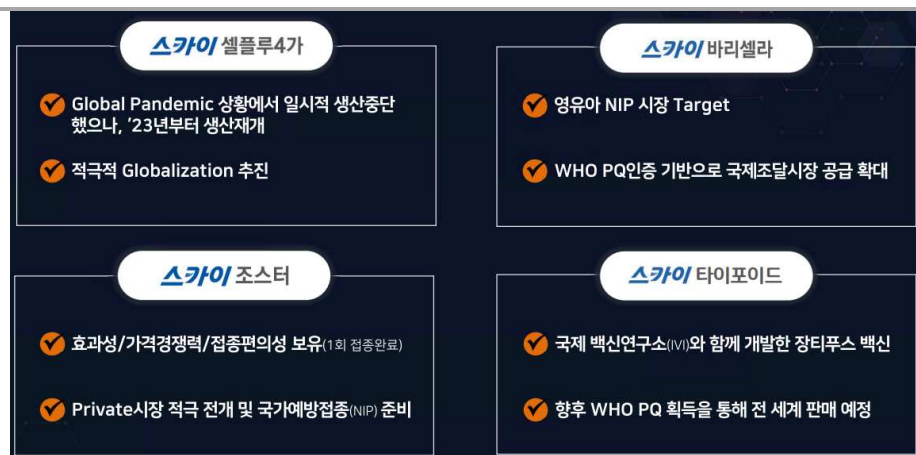 스카이 셀플루4가
Global Pandemic 상황에서 일시적 생산중단
했으나, '23년부터 생산재개
적극적 Globalization 추진
스카이 바리셀라
영유아 NIP 시장 Target
WHO PQ인증 기반으로 국제조달시장 공급 확대
스카이 조스터
효과성/가격경쟁력/접종편의성 보유(1회 접종완료)
Private시장 적극 전개 및 국가예방접종(NIP) 준비
스카이 타이포이드
국제 백신연구소(IVI)와 함께 개발한 장티푸스 백신
향후 WHO PQ 획득을 통해 전 세계 판매 예정